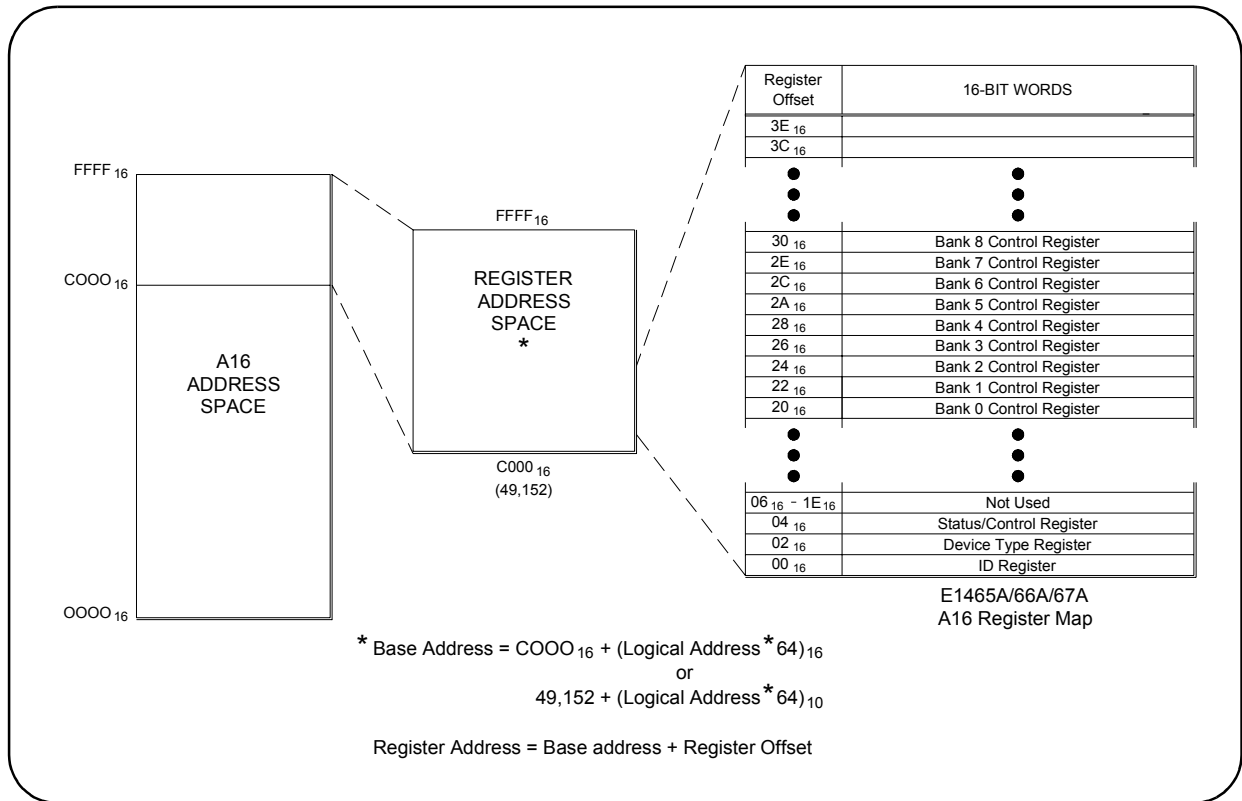 FFFF 16
COOO 16
A16
ADDRESS
SPACE
OOOO 16
FFFF 16
REGISTER
ADDRESS
SPACE
*
C000 16
(49,152)
Register
Offset
16-BIT WORDS
3E 16
3C 16
30 16 Bank 8 Control Register
2E 16 Bank 7 Control Register
2C 16 Bank 6 Control Register
2A 16 Bank 5 Control Register
28 16 Bank 4 Control Register
26 16 Bank 3 Control Register
24 16 Bank 2 Control Register
22 16 Bank 1 Control Register
20 16 Bank 0 Control Register
06 16 - 1E 16 Not Used
04 16 Status/Control Register
02 16 Device Type Register
00 16 ID Register
E1465A/66A/67A
A16 Register Map
* Base Address = COOO 16 + (Logical Address * 64) 16
or
49,152 + (Logical Address * 64) 10
Register Address = Base address + Register Offset